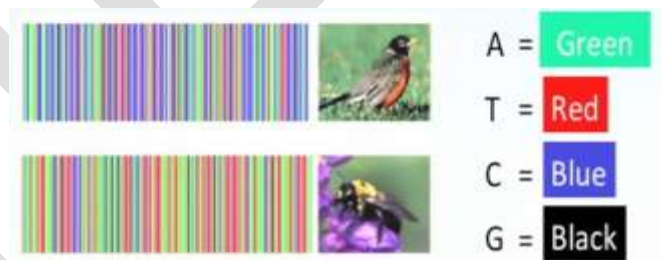 A = Green
T = Red
C = Blue
G = Black